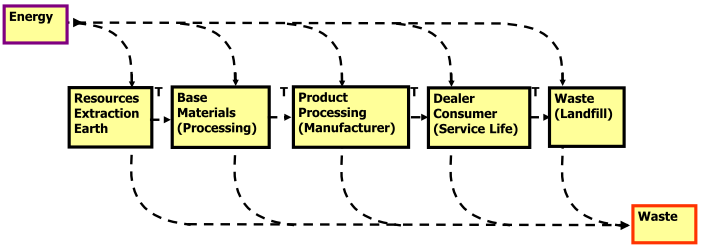 Energy
T
T
T
T
Resources
Extraction
Earth
Base
Materials
(Processing)
Product
Processing
(Manufacturer)
Dealer
Consumer
(Service Life)
Waste
(Landfill)
Waste